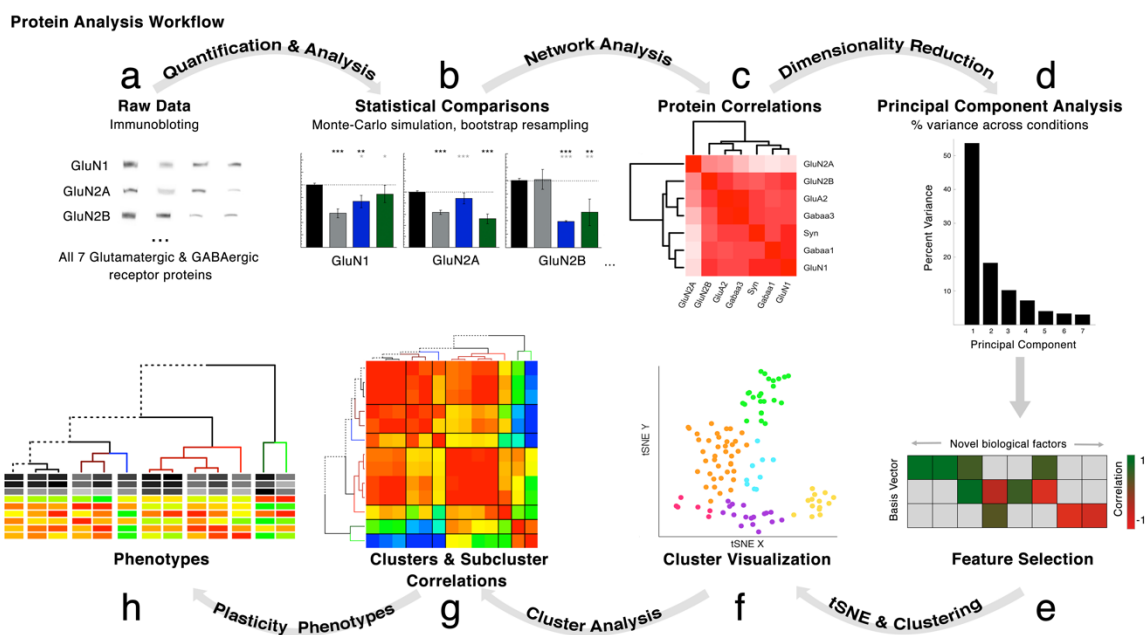 Protein Analysis Workflow
Quantification & Analysis
Network Analysis
Dimensionality Reduction
a
Raw Data
Immunobloting
GluN1
GluN2A
GluN2B
...
All 7 Glutamatergic & GABAergic
receptor proteins
b
Statistical Comparisons
Monte-Carlo simulation, bootstrap resampling
*** ** *
*
*** *** ***
*** **
*** **
GluN1 GluN2A GluN2B ...
c
Protein Correlations
GluN2A
GluN2B
GluA2
Gabaa3
Syn
Gabaa1
GluN1
GluN2A GluN2B GluA2 Gabaa3 Syn Gabaa1 GluN1
d
Principal Component Analysis
% variance across conditions
Percent Variance
50
40
30
20
10
1 2 3 4 5 6 7
Principal Component
Novel biological factors
Basis Vector
1
Correlation
-1
Feature Selection
e
tSNE & Clustering
tSNE Y
tSNE X
Cluster Visualization
f
Cluster Analysis
Clusters & Subcluster
Correlations
g
Plasticity Phenotypes
Phenotypes
h